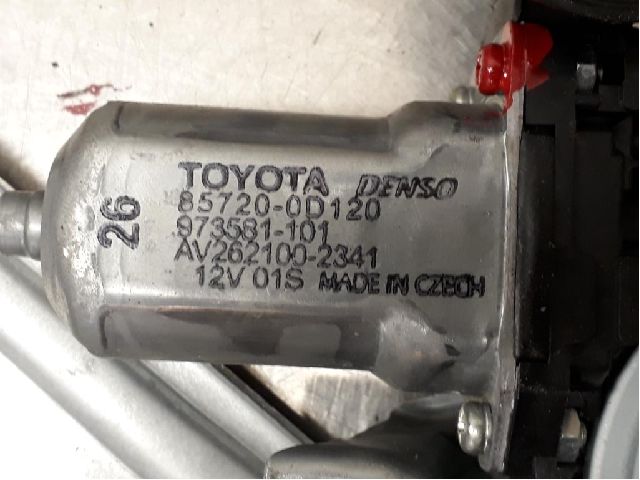 TOYOTA DENSO
85720-0D120
973581-101
AV262100-2341
12V 01S MADE IN CZECH
26